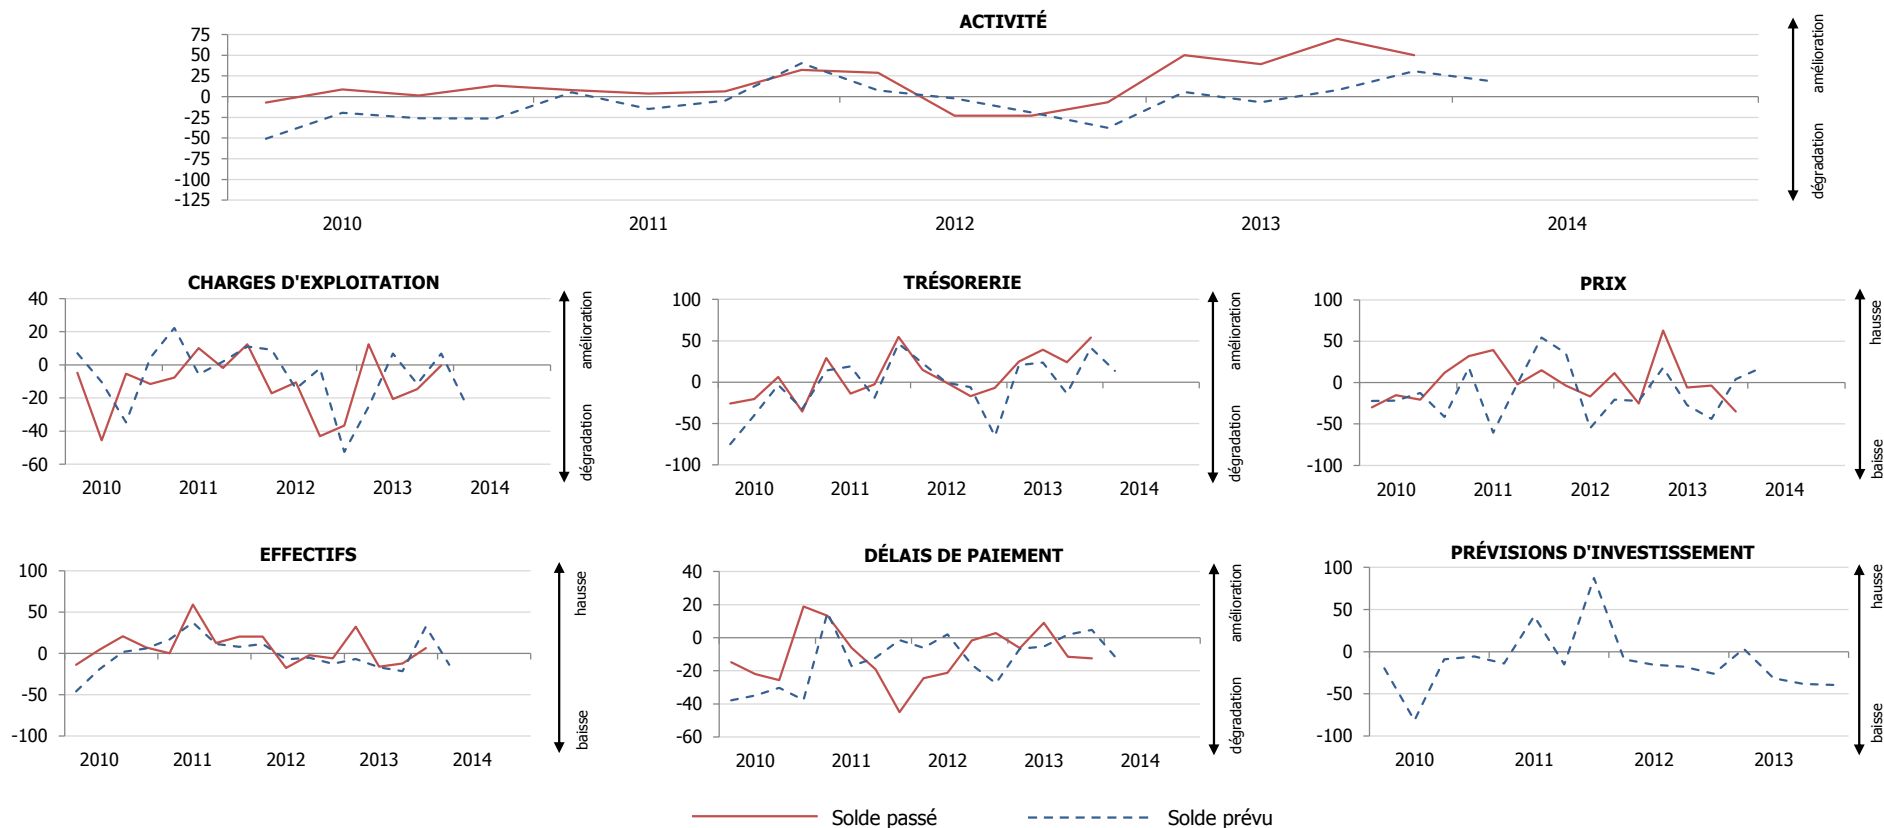 ACTIVITÉ
75
50
25
0
-25
-50
-75
-100
-125
2010 2011 2012 2013 2014
amélioration
dégradation
CHARGES D'EXPLOITATION
40
20
0
-20
-40
-60
2010 2011 2012 2013 2014
amélioration
dégradation
TRÉSORERIE
100
50
0
-50
-100
2010 2011 2012 2013 2014
amélioration
dégradation
PRIX
100
50
0
-50
-100
2010 2011 2012 2013 2014
hausse
baisse
EFFECTIFS
100
50
0
-50
-100
2010 2011 2012 2013 2014
hausse
baisse
DÉLAIS DE PAIEMENT
40
20
0
-20
-40
-60
2010 2011 2012 2013 2014
amélioration
dégradation
PRÉVISIONS D'INVESTISSEMENT
100
50
0
-50
-100
2010 2011 2012 2013
hausse
baisse
Solde passé Solde prévu